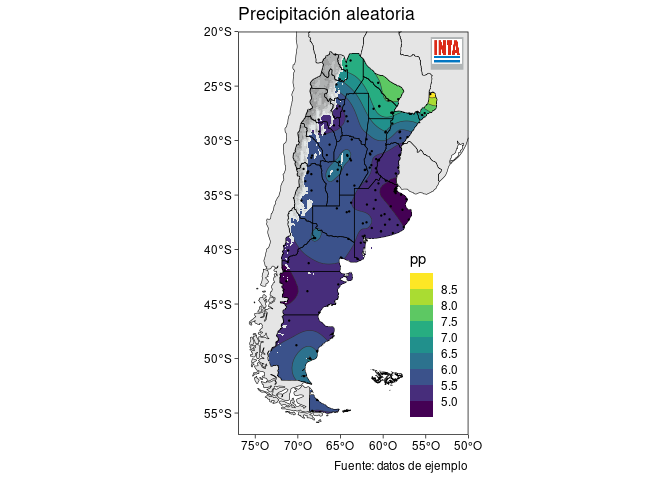 Precipitación aleatoria
INTA
20°S
25°S
30°S
35°S
40°S
45°S
50°S
55°S
pp
8.5
8.0
7.5
7.0
6.5
6.0
5.5
5.0
75°O 70°O 65°O 60°O 55°O 50°O
Fuente: datos de ejemplo